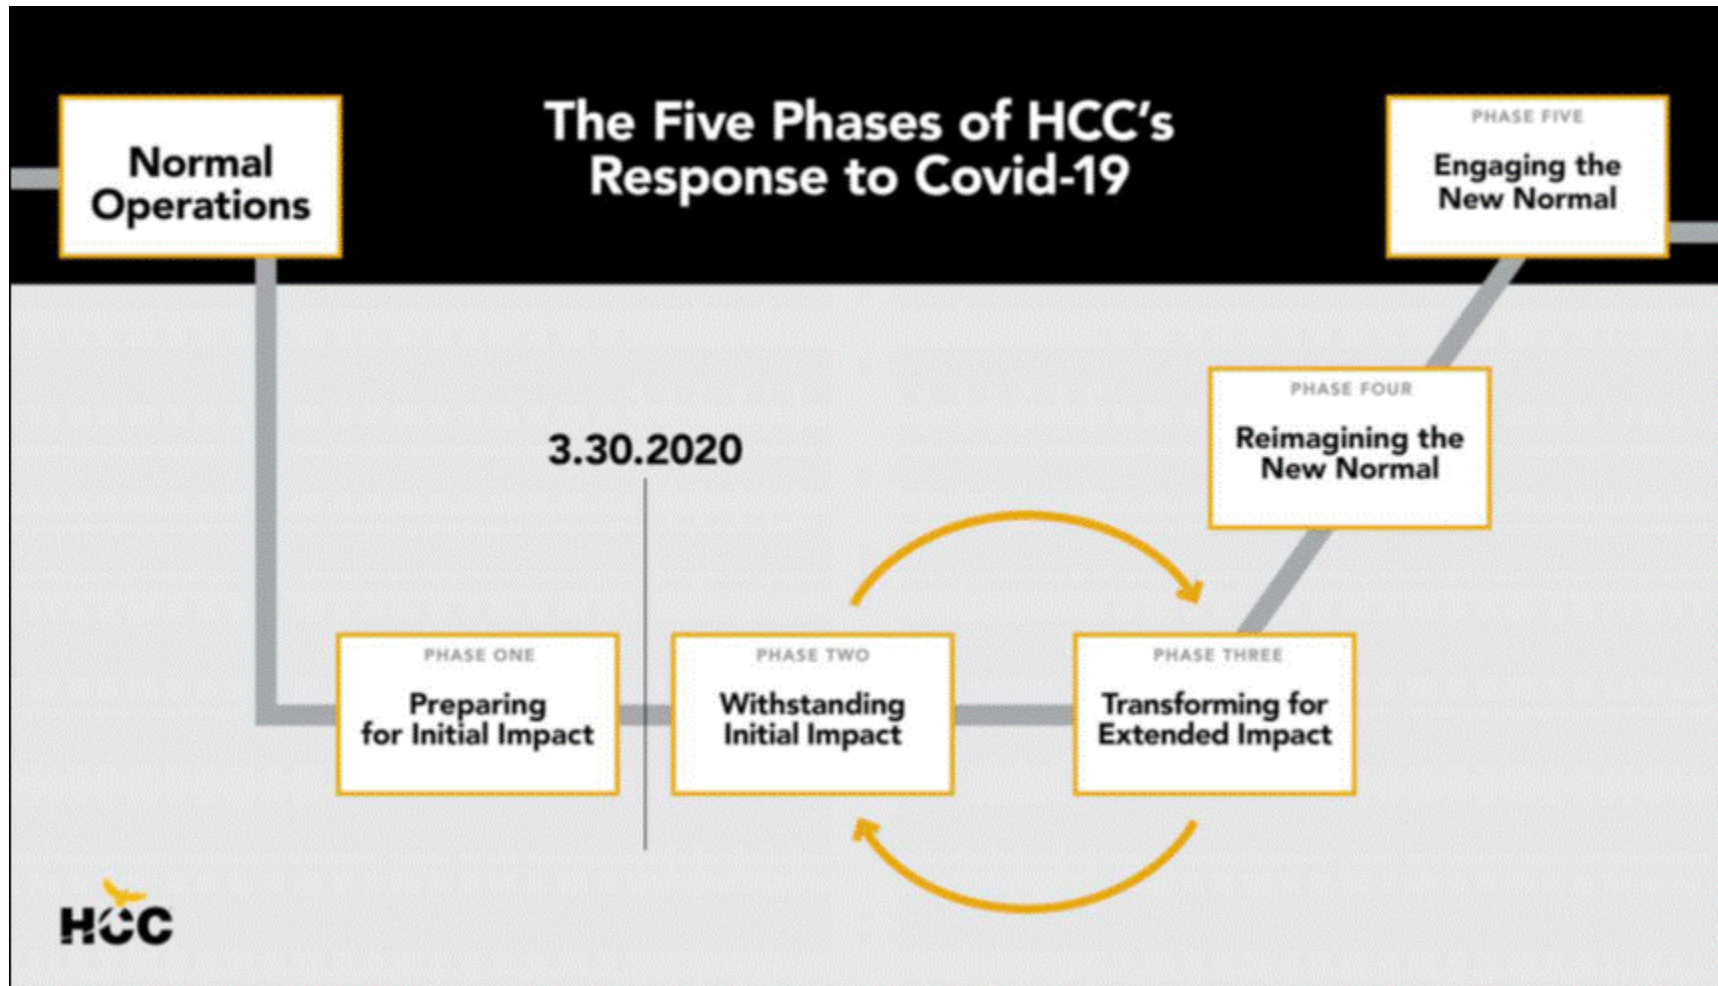 The Five Phases of HCC's
Response to Covid-19
Normal
Operations
3.30.2020
PHASE ONE
Preparing
for Initial Impact
PHASE TWO
Withstanding
Initial Impact
PHASE THREE
Transforming for
Extended Impact
PHASE FOUR
Reimagining the
New Normal
PHASE FIVE
Engaging the
New Normal
HCC